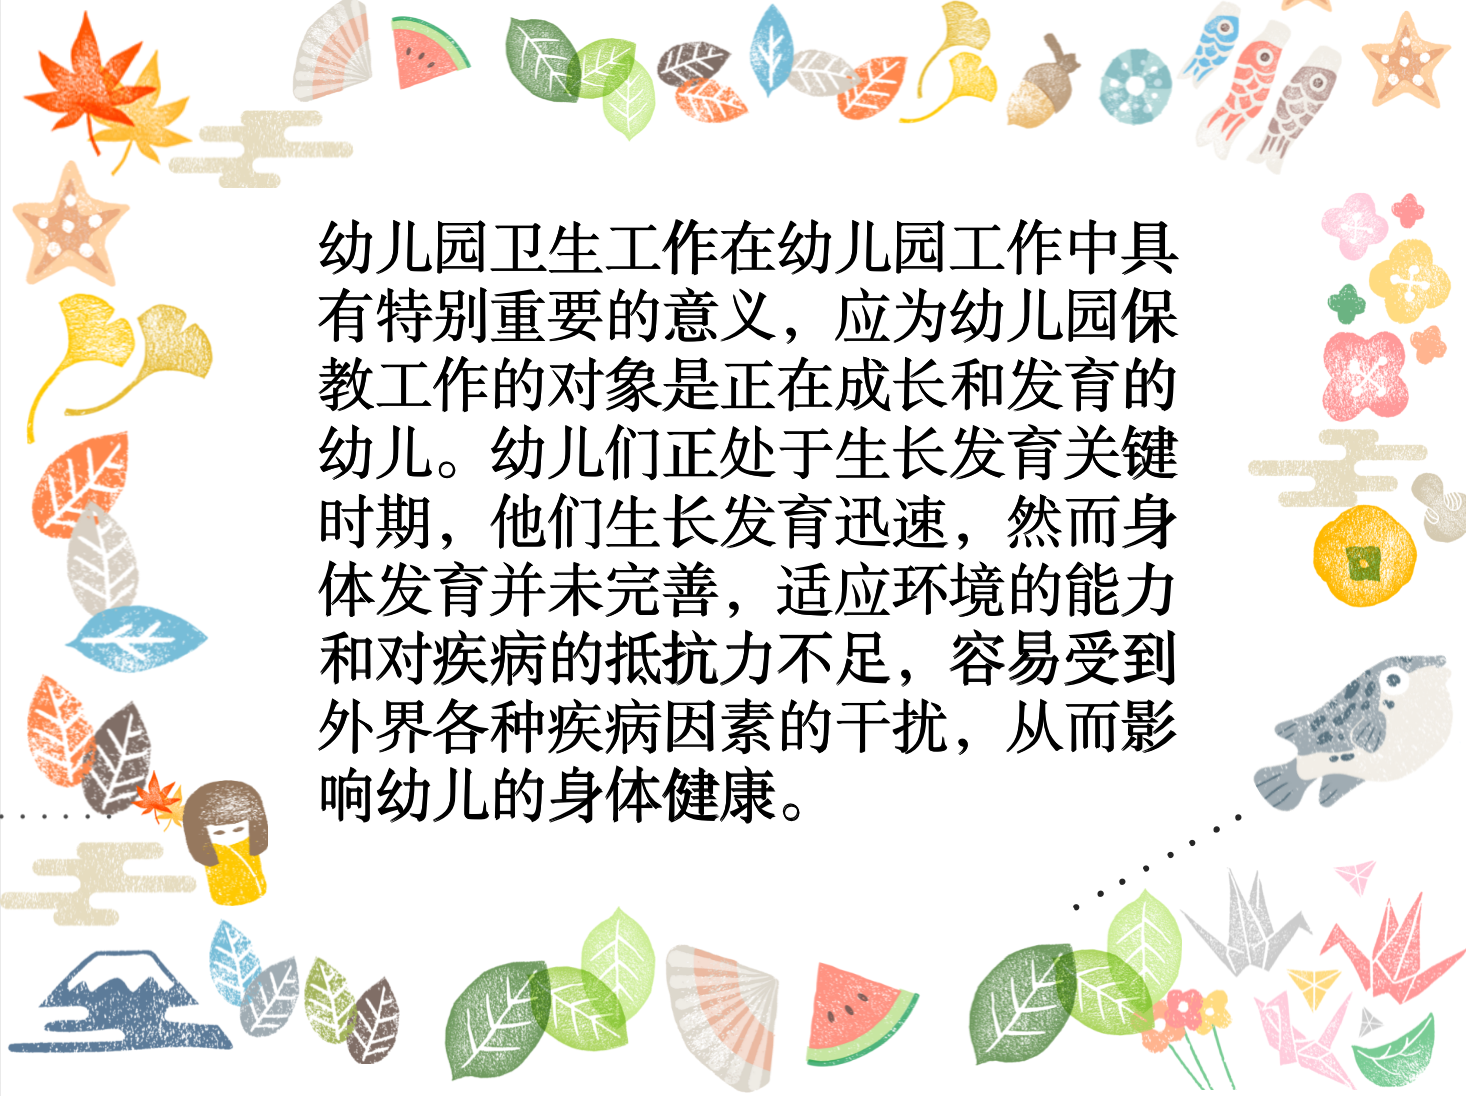 幼儿园卫生工作在幼儿园工作中具
有特别重要的意义，应为幼儿园保
教工作的对象是正在成长和发育的
幼儿。幼儿们正处于生长发育关键
时期，他们生长发育迅速，然而身
体发育并未完善，适应环境的能力
和对疾病的抵抗力不足，容易受到
外界各种疾病因素的干扰，从而影
响幼儿的身体健康。